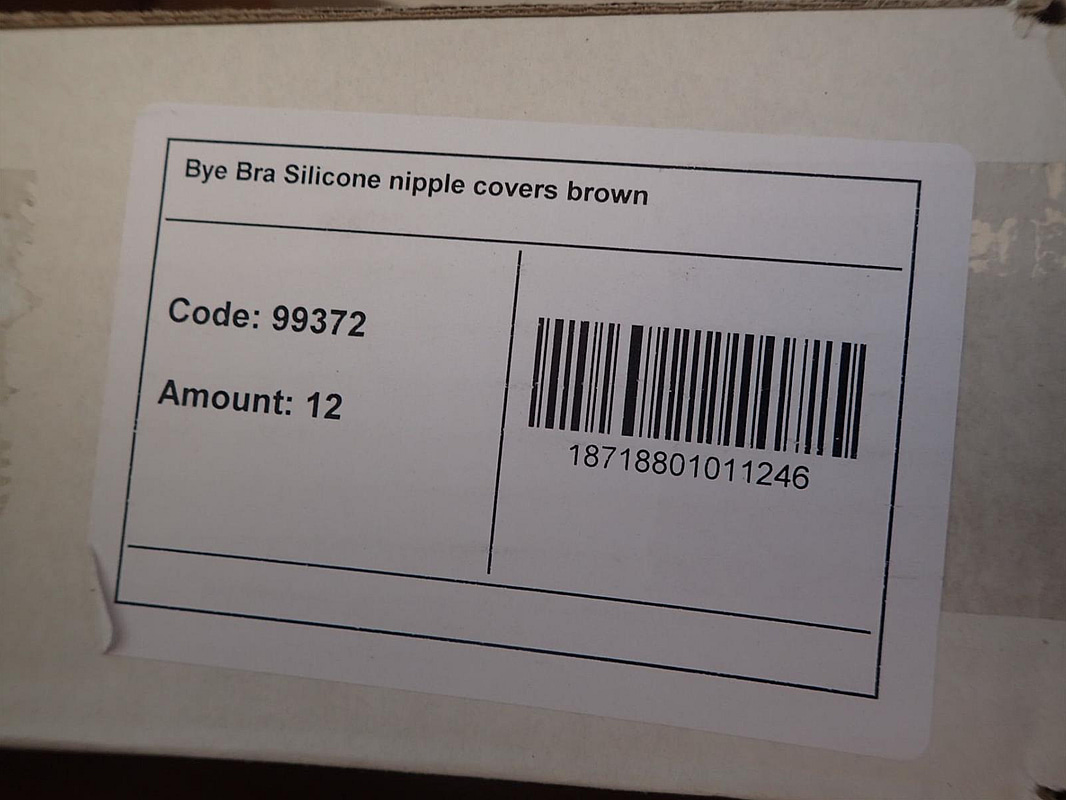 Bye Bra Silicone nipple covers brown
Code: 99372
Amount: 12
18718801011246